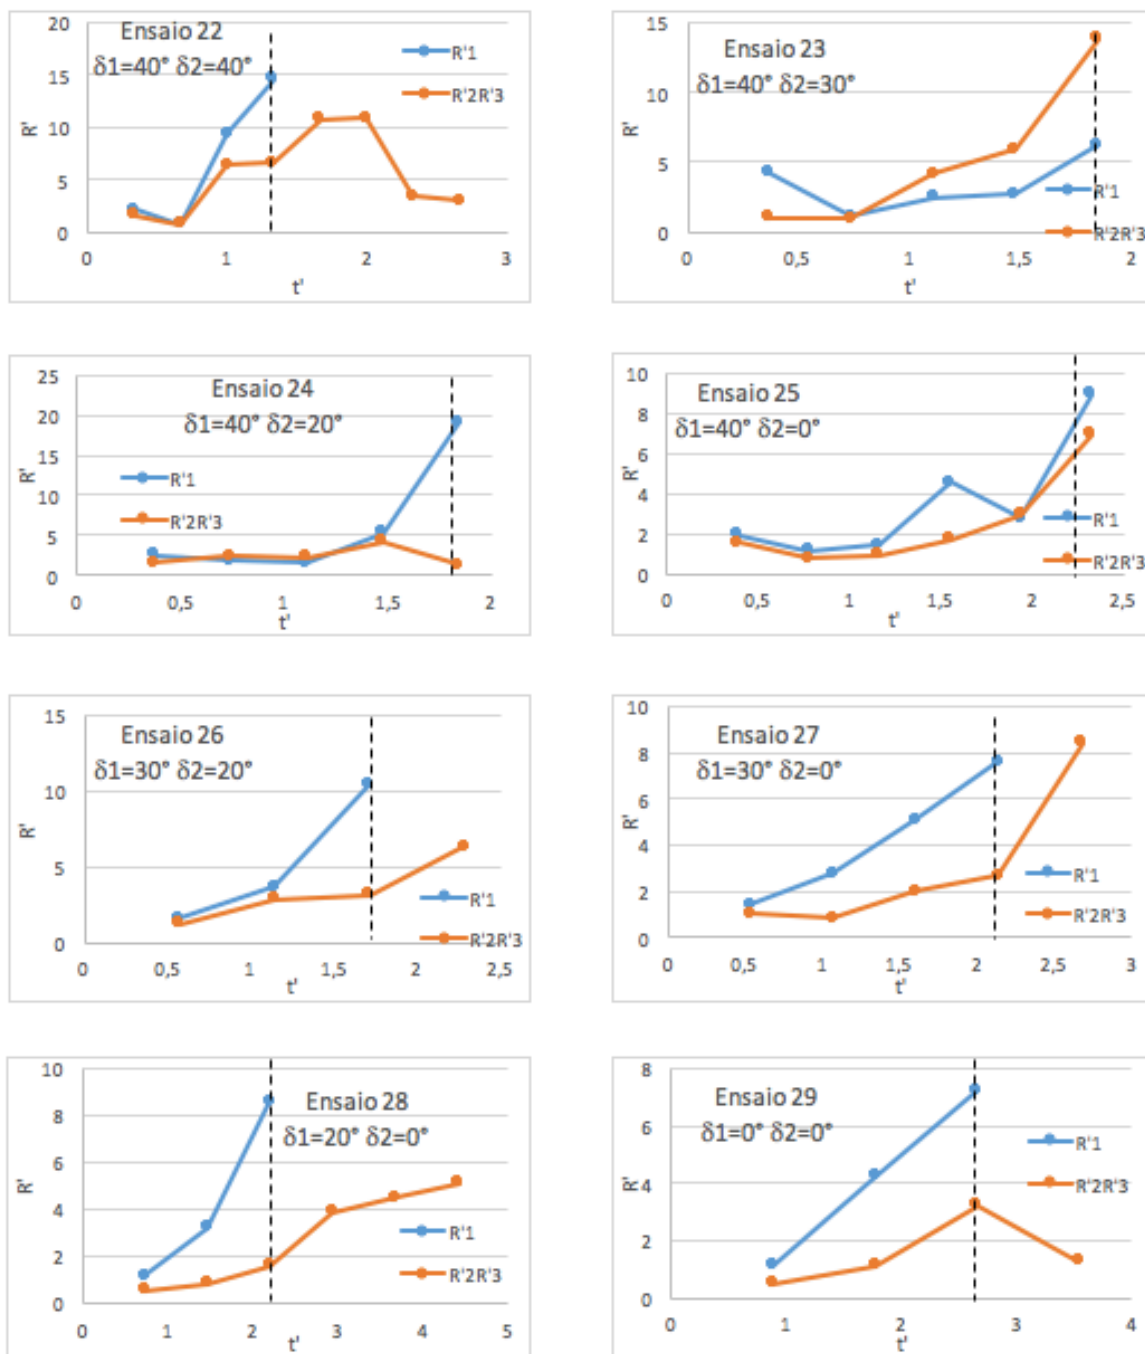 Ensaio 22
δ1=40° δ2=40°
R'1
R'2R'3
20
15
10
5
0
R'
0
1
2
3
t'
Ensaio 23
δ1=40° δ2=30°
R'1
R'2R'3
15
10
5
0
R'
0
0,5
1
1,5
2
t'
Ensaio 24
δ1=40° δ2=20°
R'1
R'2R'3
25
20
15
10
5
0
R'
0
0,5
1
1,5
2
t'
Ensaio 25
δ1=40° δ2=0°
R'1
R'2R'3
10
8
6
4
2
0
R'
0
0,5
1
1,5
2
2,5
t'
Ensaio 26
δ1=30° δ2=20°
R'1
R'2R'3
15
10
5
0
R'
0
0,5
1
1,5
2
2,5
t'
Ensaio 27
δ1=30° δ2=0°
R'1
R'2R'3
10
8
6
4
2
0
R'
0
0,5
1
1,5
2
2,5
3
t'
Ensaio 28
δ1=20° δ2=0°
R'1
R'2R'3
10
8
6
4
2
0
R'
0
1
2
3
4
5
t'
Ensaio 29
δ1=0° δ2=0°
R'1
R'2R'3
8
6
4
2
0
R'
0
1
2
3
4
t'